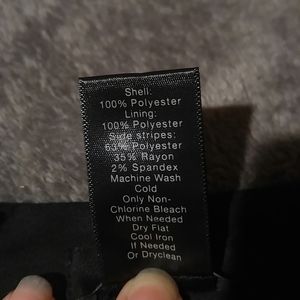 Shell:
100% Polyester
Lining:
100% Polyester
Side stripes:
63% Polyester
35% Rayon
2% Spandex
Machine Wash
Cold
Only Non-
Chlorine Bleach
When Needed
Dry Flat
Cool Iron
If Needed
Or Dryclean